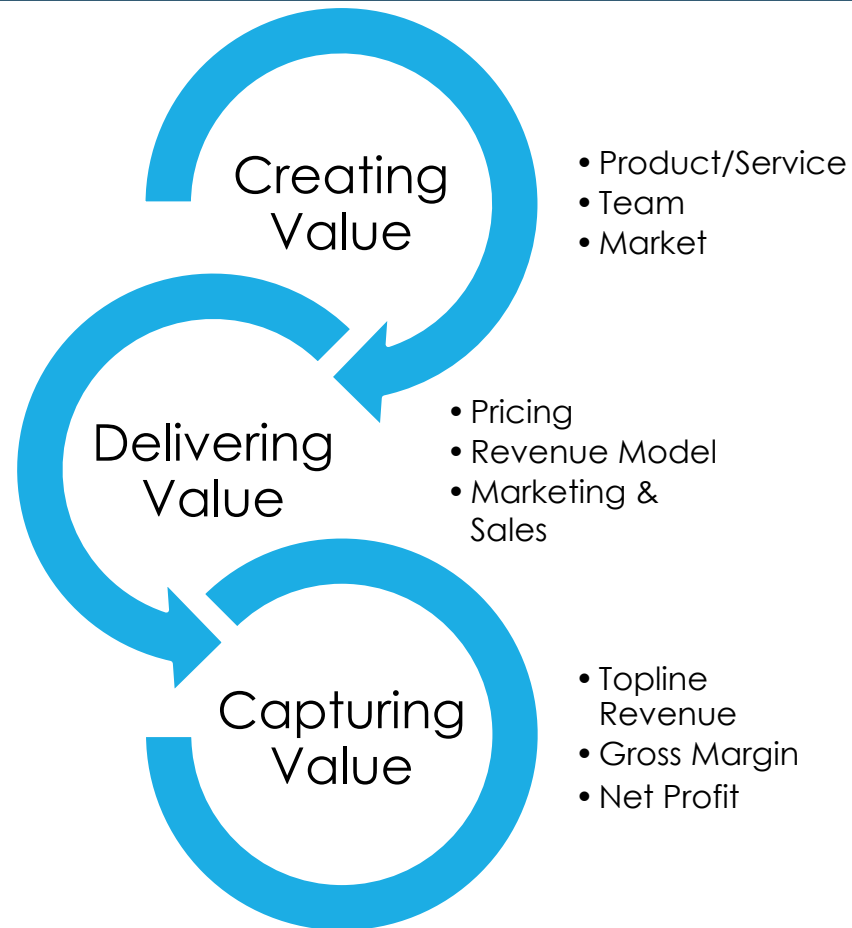 Creating
Value
• Product/Service
• Team
• Market
Delivering
Value
• Pricing
• Revenue Model
• Marketing &
Sales
Capturing
Value
• Topline
Revenue
• Gross Margin
• Net Profit